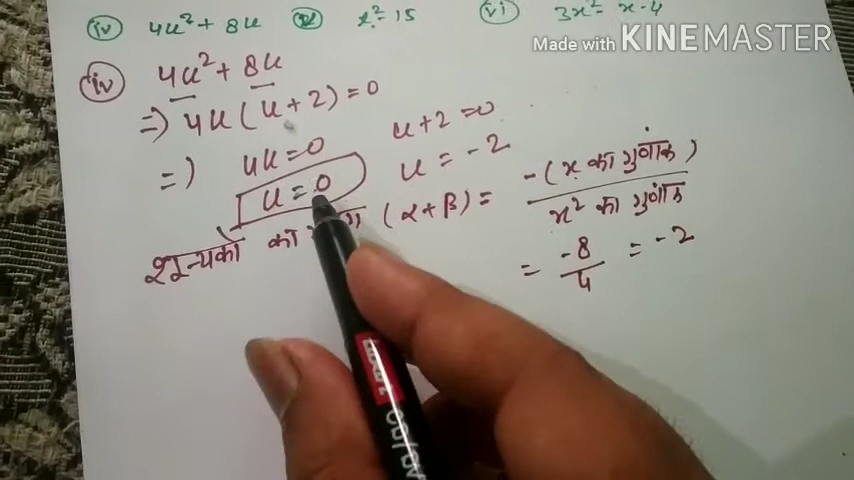 iv 4u² + 8u v x² = 15 vi 3x² = x - 4
Made with KINEMASTER
iv 4u² + 8u
=> 4u (u + 2) = 0
=> 4u = 0 u + 2 = 0
u = 0 u = -2
शून्यकों का (α + β) = -(x का गुणांक) / x² का गुणांक
= -8/4 = -2